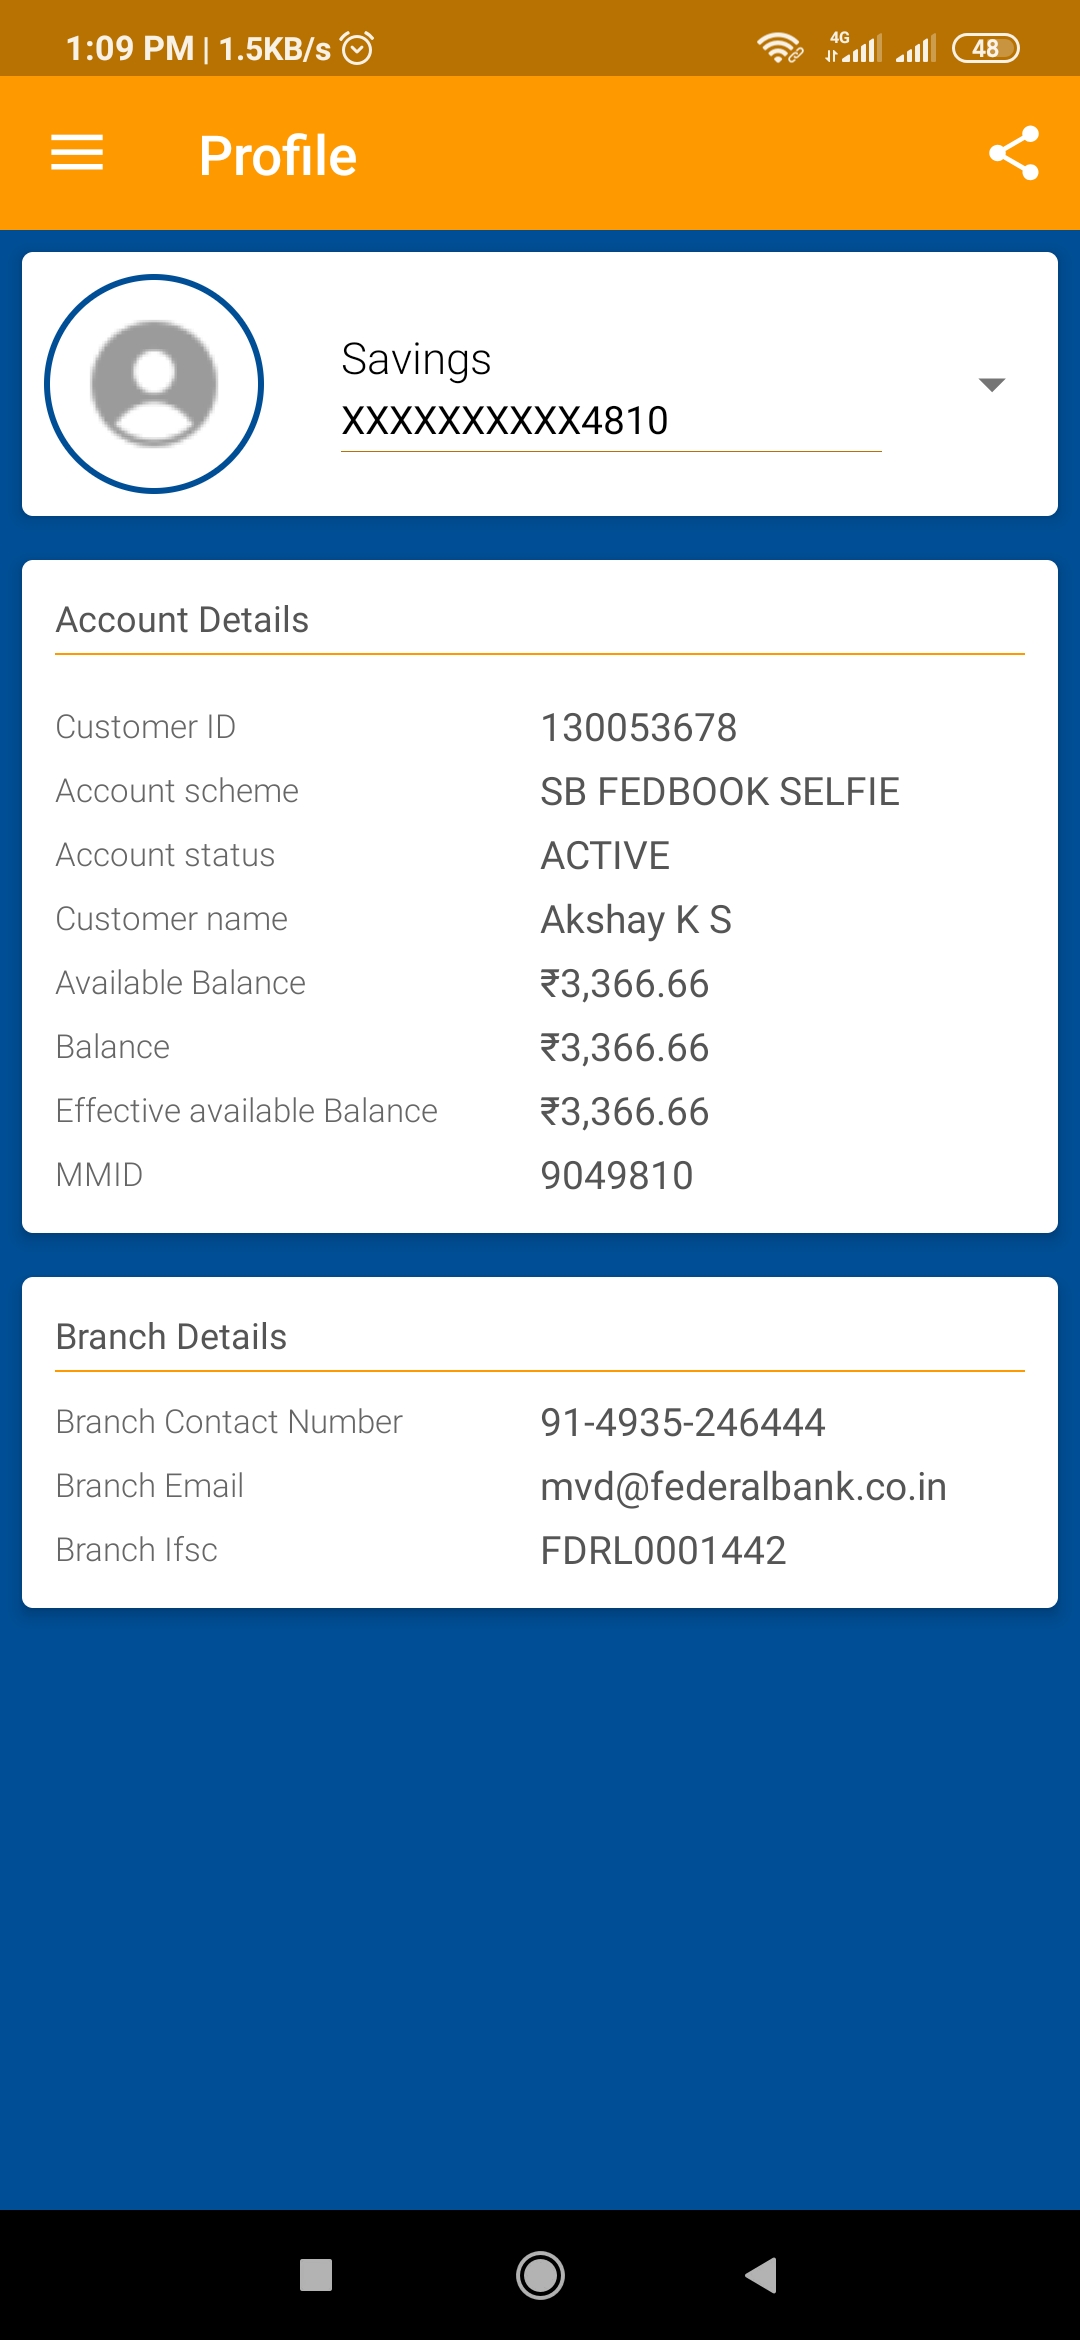 1:09 PM | 1.5KB/s
4G
48
Profile
Savings
XXXXXXXXXX4810
Account Details
Customer ID 130053678
Account scheme SB FEDBOOK SELFIE
Account status ACTIVE
Customer name Akshay K S
Available Balance ₹3,366.66
Balance ₹3,366.66
Effective available Balance ₹3,366.66
MMID 9049810
Branch Details
Branch Contact Number 91-4935-246444
Branch Email mvd@federalbank.co.in
Branch Ifsc FDRL0001442